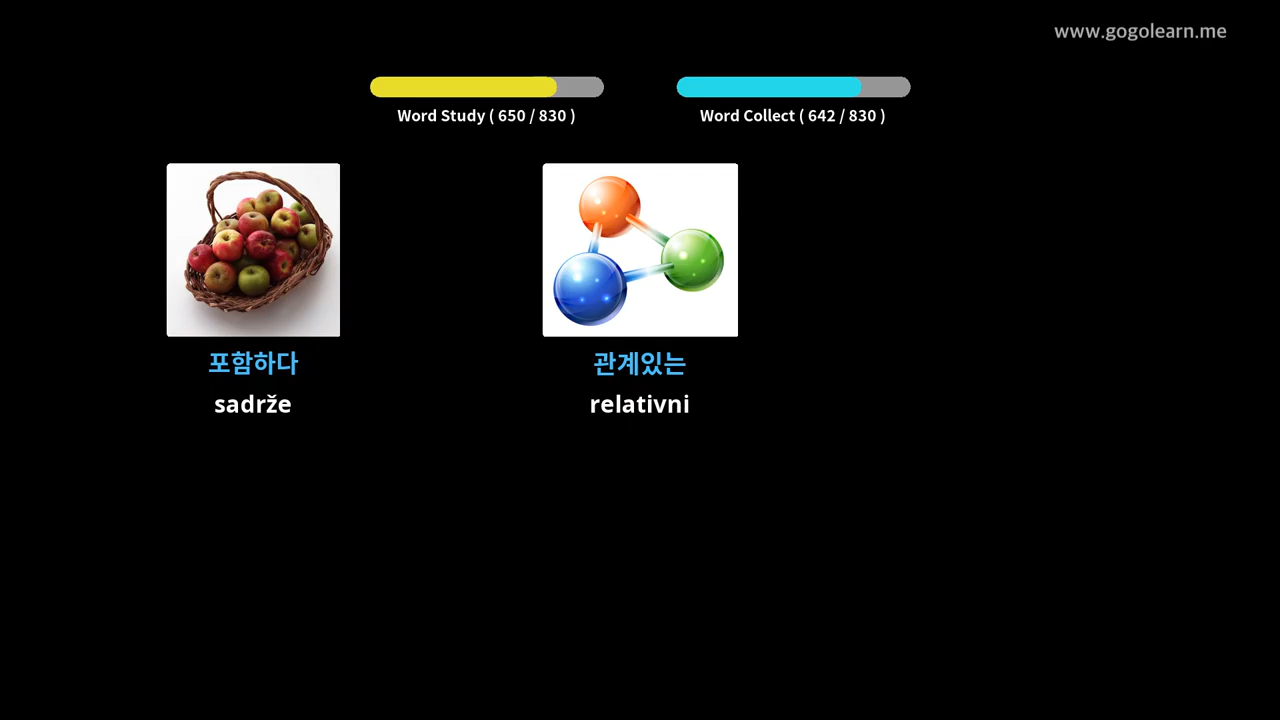 www.gogolearn.me
Word Study ( 650 / 830 )
Word Collect ( 642 / 830 )
포함하다
sadrže
관계있는
relativni